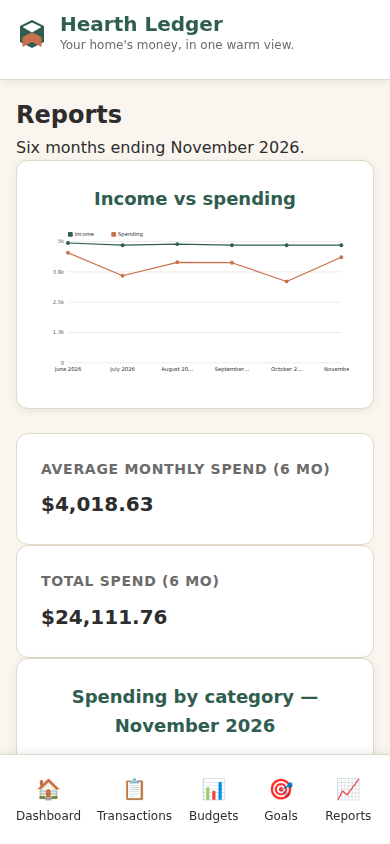 Hearth Ledger
Your home's money, in one warm view.
Reports
Six months ending November 2026.
Income vs spending
Income Spending
5k
3.8k
2.5k
1.3k
0
June 2026 July 2026 August 20... September... October 2... Novembe
AVERAGE MONTHLY SPEND (6 MO)
$4,018.63
TOTAL SPEND (6 MO)
$24,111.76
Spending by category —
November 2026
Dashboard Transactions Budgets Goals Reports